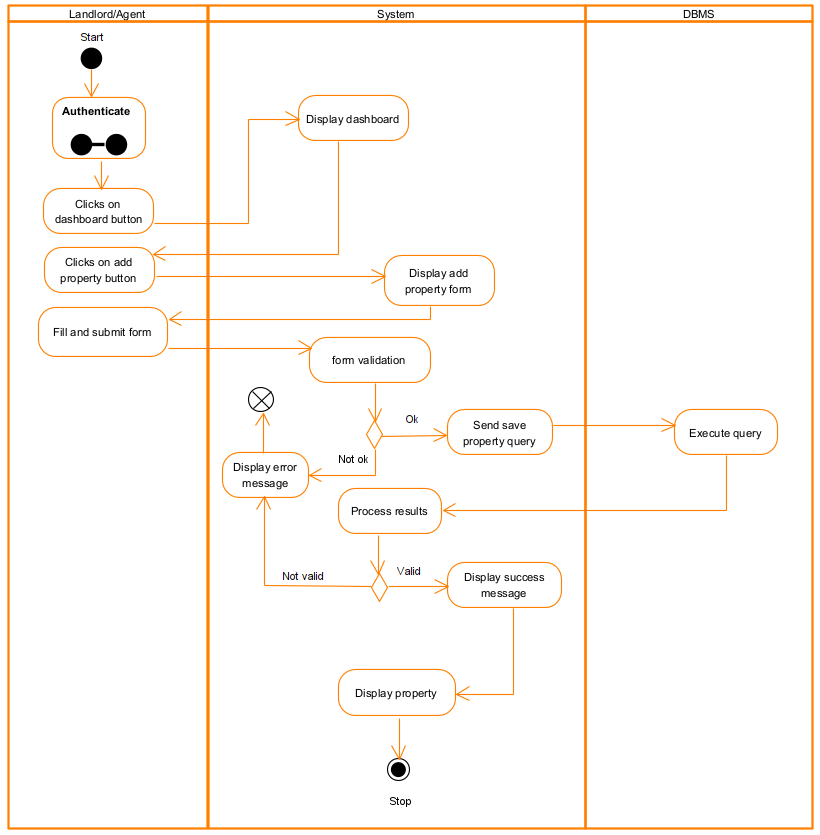 Landlord/Agent
System
DBMS
Start
Authenticate
Display dashboard
Clicks on
dashboard button
Clicks on add
property button
Display add
property form
Fill and submit form
form validation
Ok
Send save
property query
Execute query
Not ok
Display error
message
Process results
Not valid
Valid
Display success
message
Display property
Stop